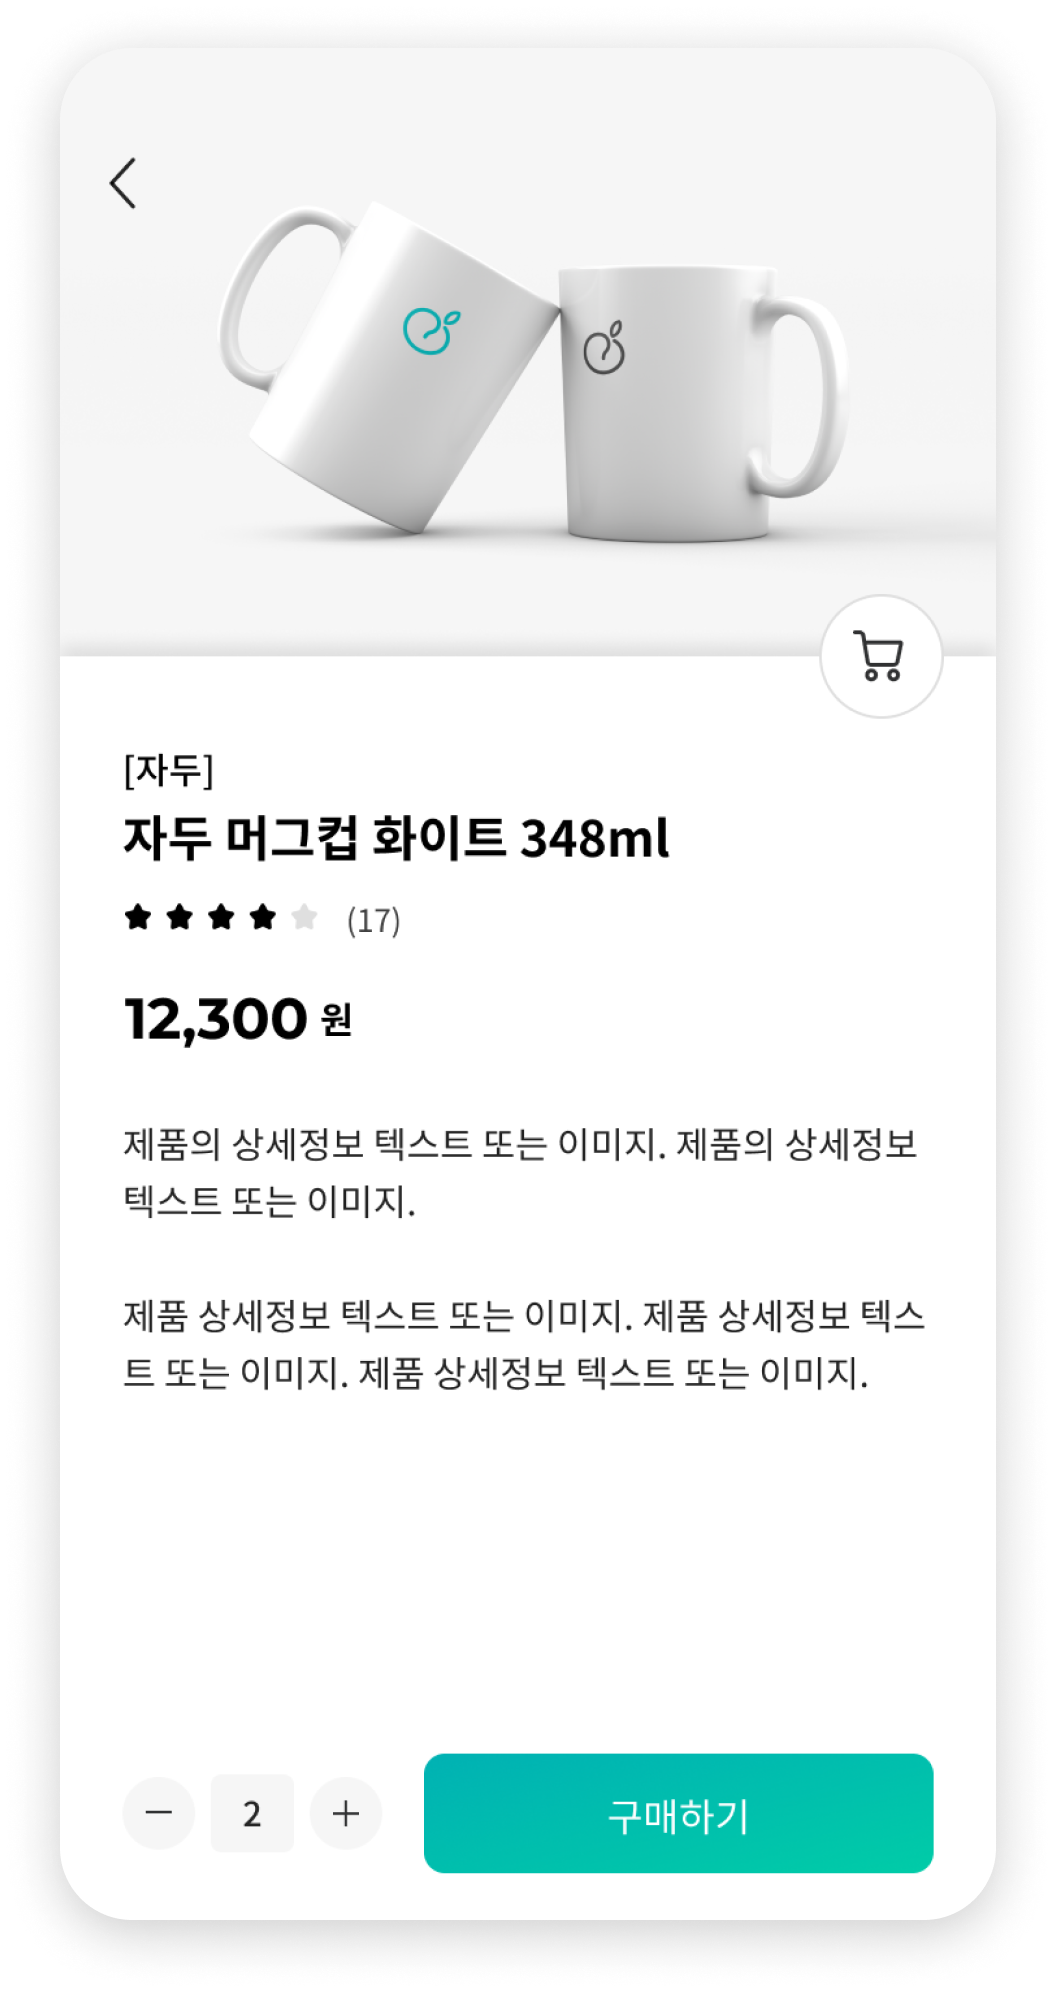 [자두]
자두 머그컵 화이트 348ml
(17)
12,300 원
제품의 상세정보 텍스트 또는 이미지. 제품의 상세정보
텍스트 또는 이미지.
제품 상세정보 텍스트 또는 이미지. 제품 상세정보 텍스
트 또는 이미지. 제품 상세정보 텍스트 또는 이미지.
2
구매하기